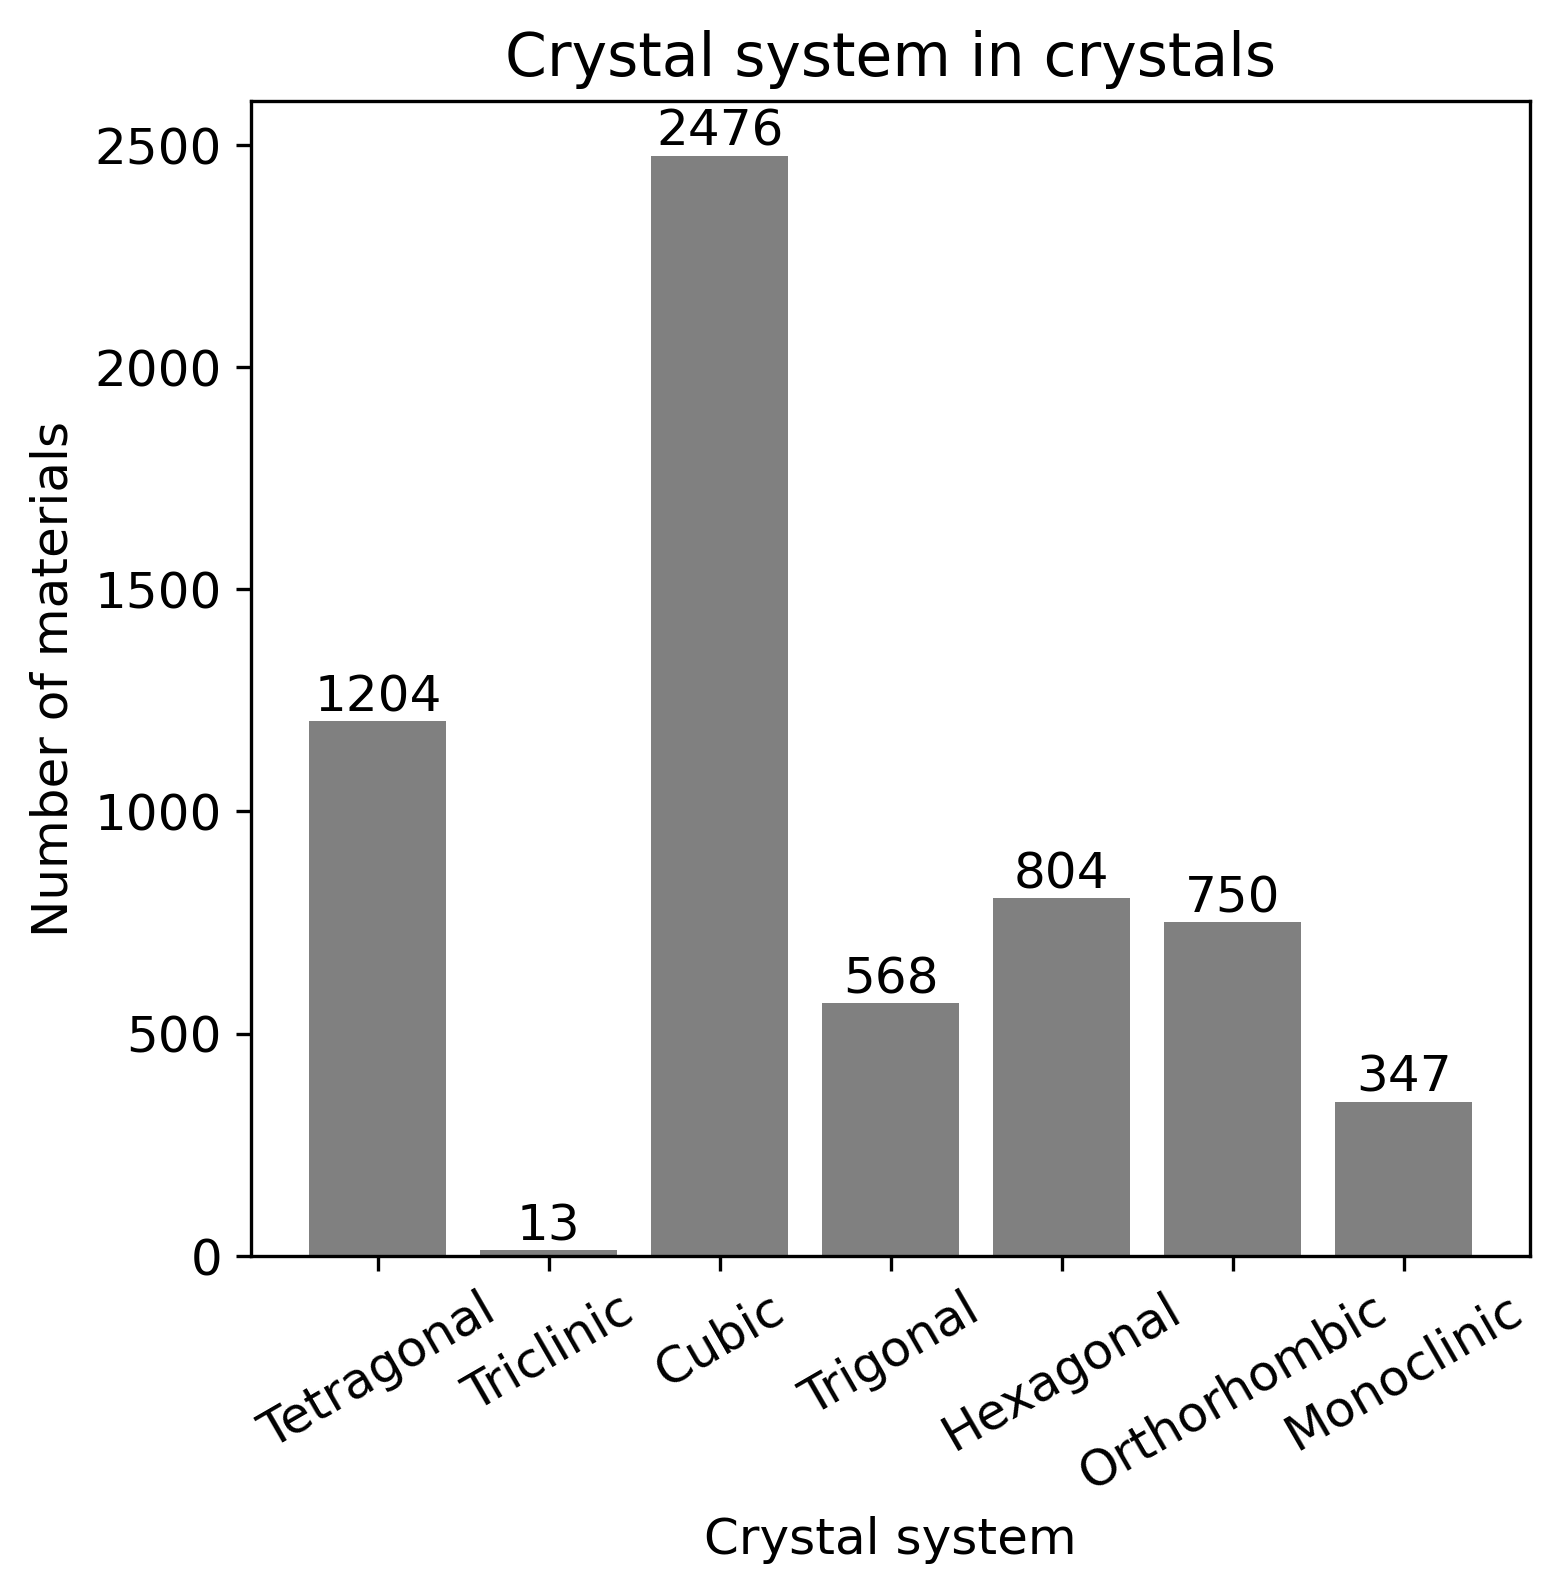 Crystal system in crystals
2500
2000
1500
1000
500
0
Number of materials
1204
13
2476
568
804
750
347
Tetragonal
Triclinic
Cubic
Trigonal
Hexagonal
Orthorhombic
Monoclinic
Crystal system